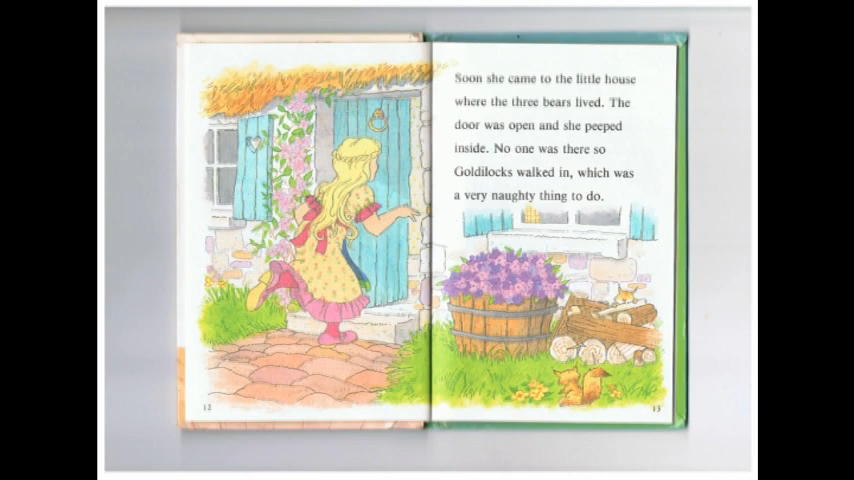 Soon she came to the little house
where the three bears lived. The
door was open and she peeped
inside. No one was there so
Goldilocks walked in, which was
a very naughty thing to do.
12
13